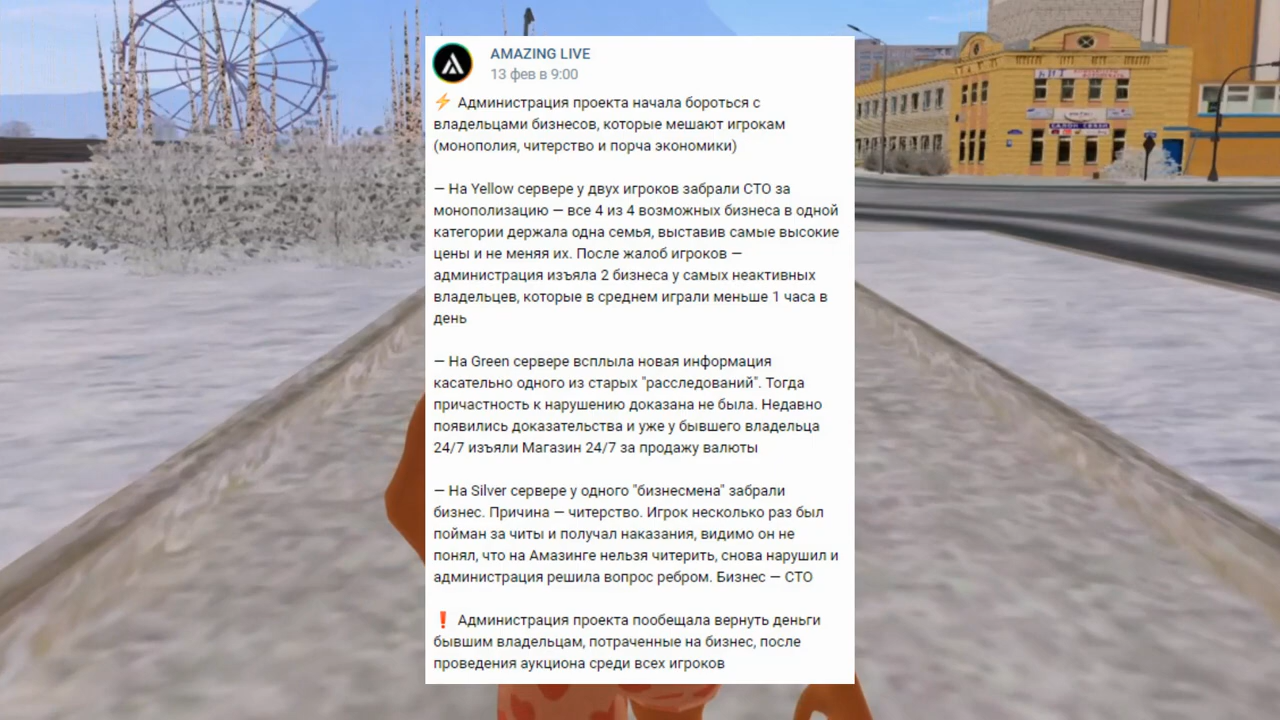 AMAZING LIVE
13 фев в 9:00
⚡ Администрация проекта начала бороться с
владельцами бизнесов, которые мешают игрокам
(монополия, читерство и порча экономики)
— На Yellow сервере у двух игроков забрали СТО за
монополизацию — все 4 из 4 возможных бизнеса в одной
категории держала одна семья, выставив самые высокие
цены и не меняя их. После жалоб игроков —
администрация изъяла 2 бизнеса у самых неактивных
владельцев, которые в среднем играли меньше 1 часа в
день
— На Green сервере всплыла новая информация
касательно одного из старых "расследований". Тогда
причастность к нарушению доказана не была. Недавно
появились доказательства и уже у бывшего владельца
24/7 изъяли Магазин 24/7 за продажу валюты
— На Silver сервере у одного "бизнесмена" забрали
бизнес. Причина — читерство. Игрок несколько раз был
пойман за читы и получал наказания, видимо он не
понял, что на Амазинге нельзя читерить, снова нарушил и
администрация решила вопрос ребром. Бизнес — СТО
❗ Администрация проекта пообещала вернуть деньги
бывшим владельцам, потраченные на бизнес, после
проведения аукциона среди всех игроков